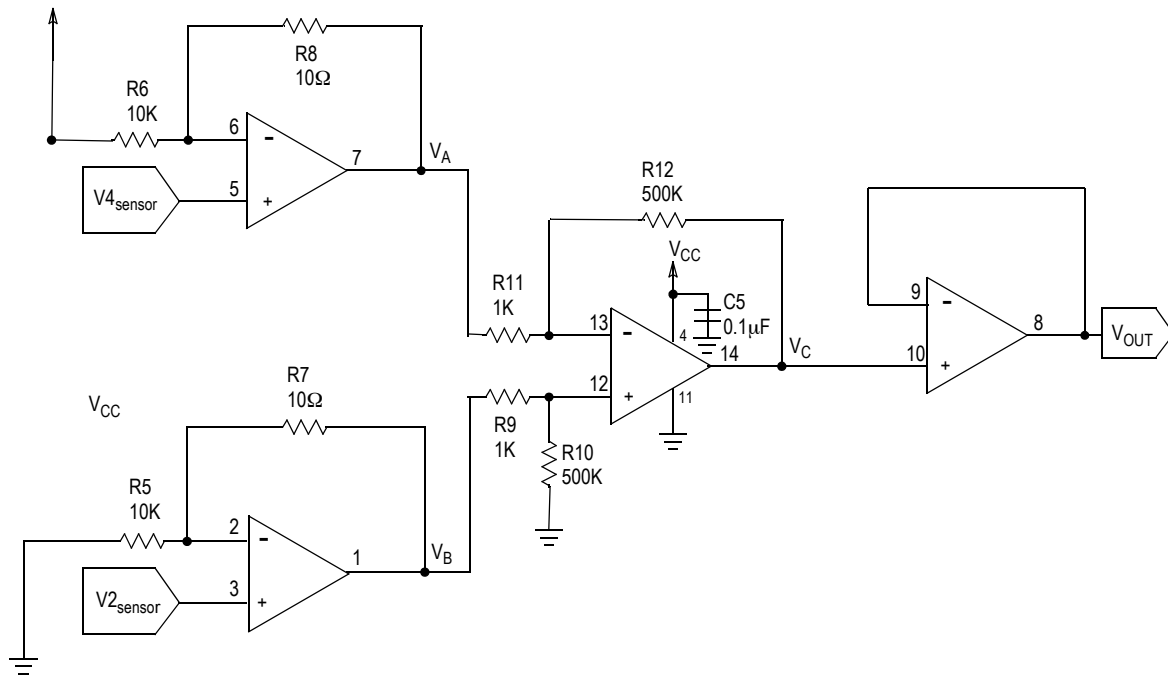 R8
10Ω
R6
10K
6
-
7
VA
V4sensor
5
+
R12
500K
VCC
R11
1K
C5
0.1µF
13
-
4
14
VC
12
+
11
R9
1K
R10
500K
9
-
8
VOUT
10
+
VCC
R7
10Ω
R5
10K
2
-
1
VB
V2sensor
3
+